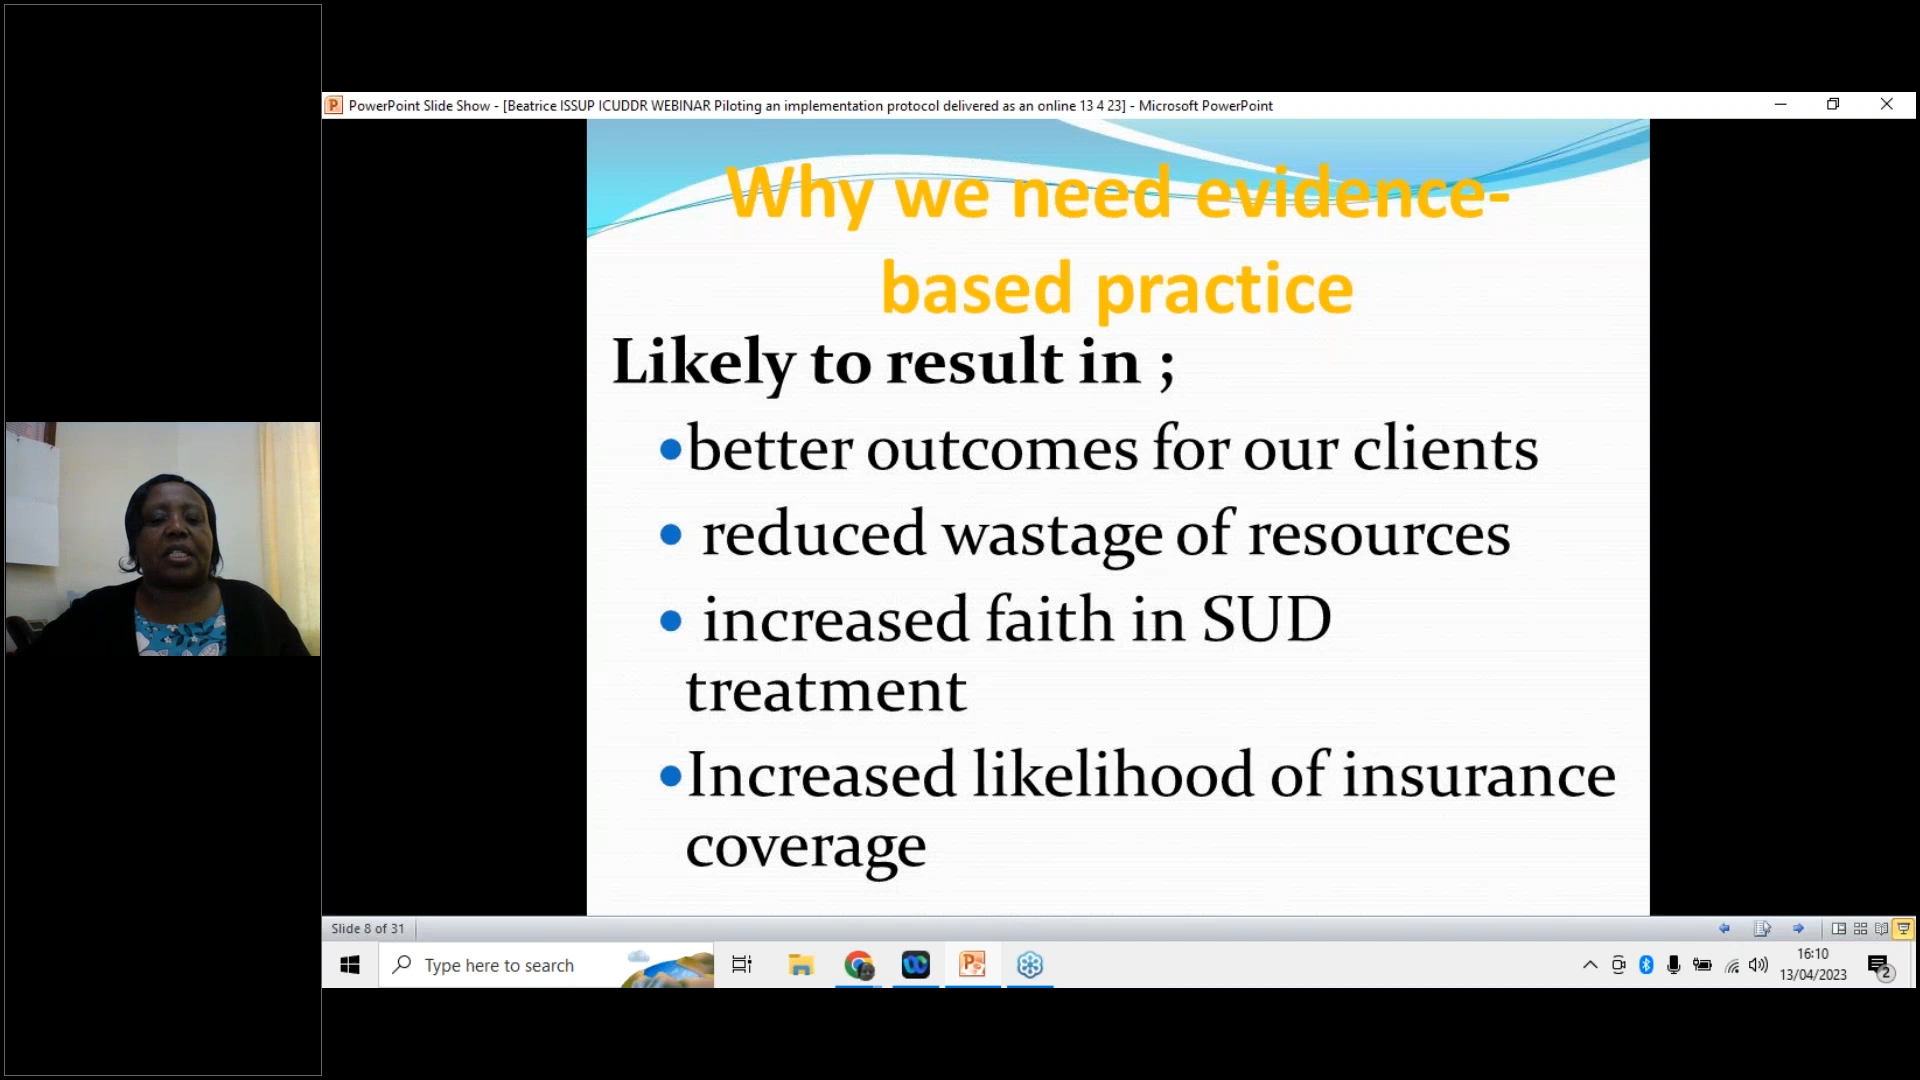 PowerPoint Slide Show - [Beatrice ISSUP ICUDDR WEBINAR Piloting an implementation protocol delivered as an online 13 4 23] - Microsoft PowerPoint
Why we need evidence-
based practice
Likely to result in ;
•better outcomes for our clients
• reduced wastage of resources
• increased faith in SUD
treatment
•Increased likelihood of insurance
coverage
Slide 8 of 31
Type here to search
16:10
13/04/2023
2